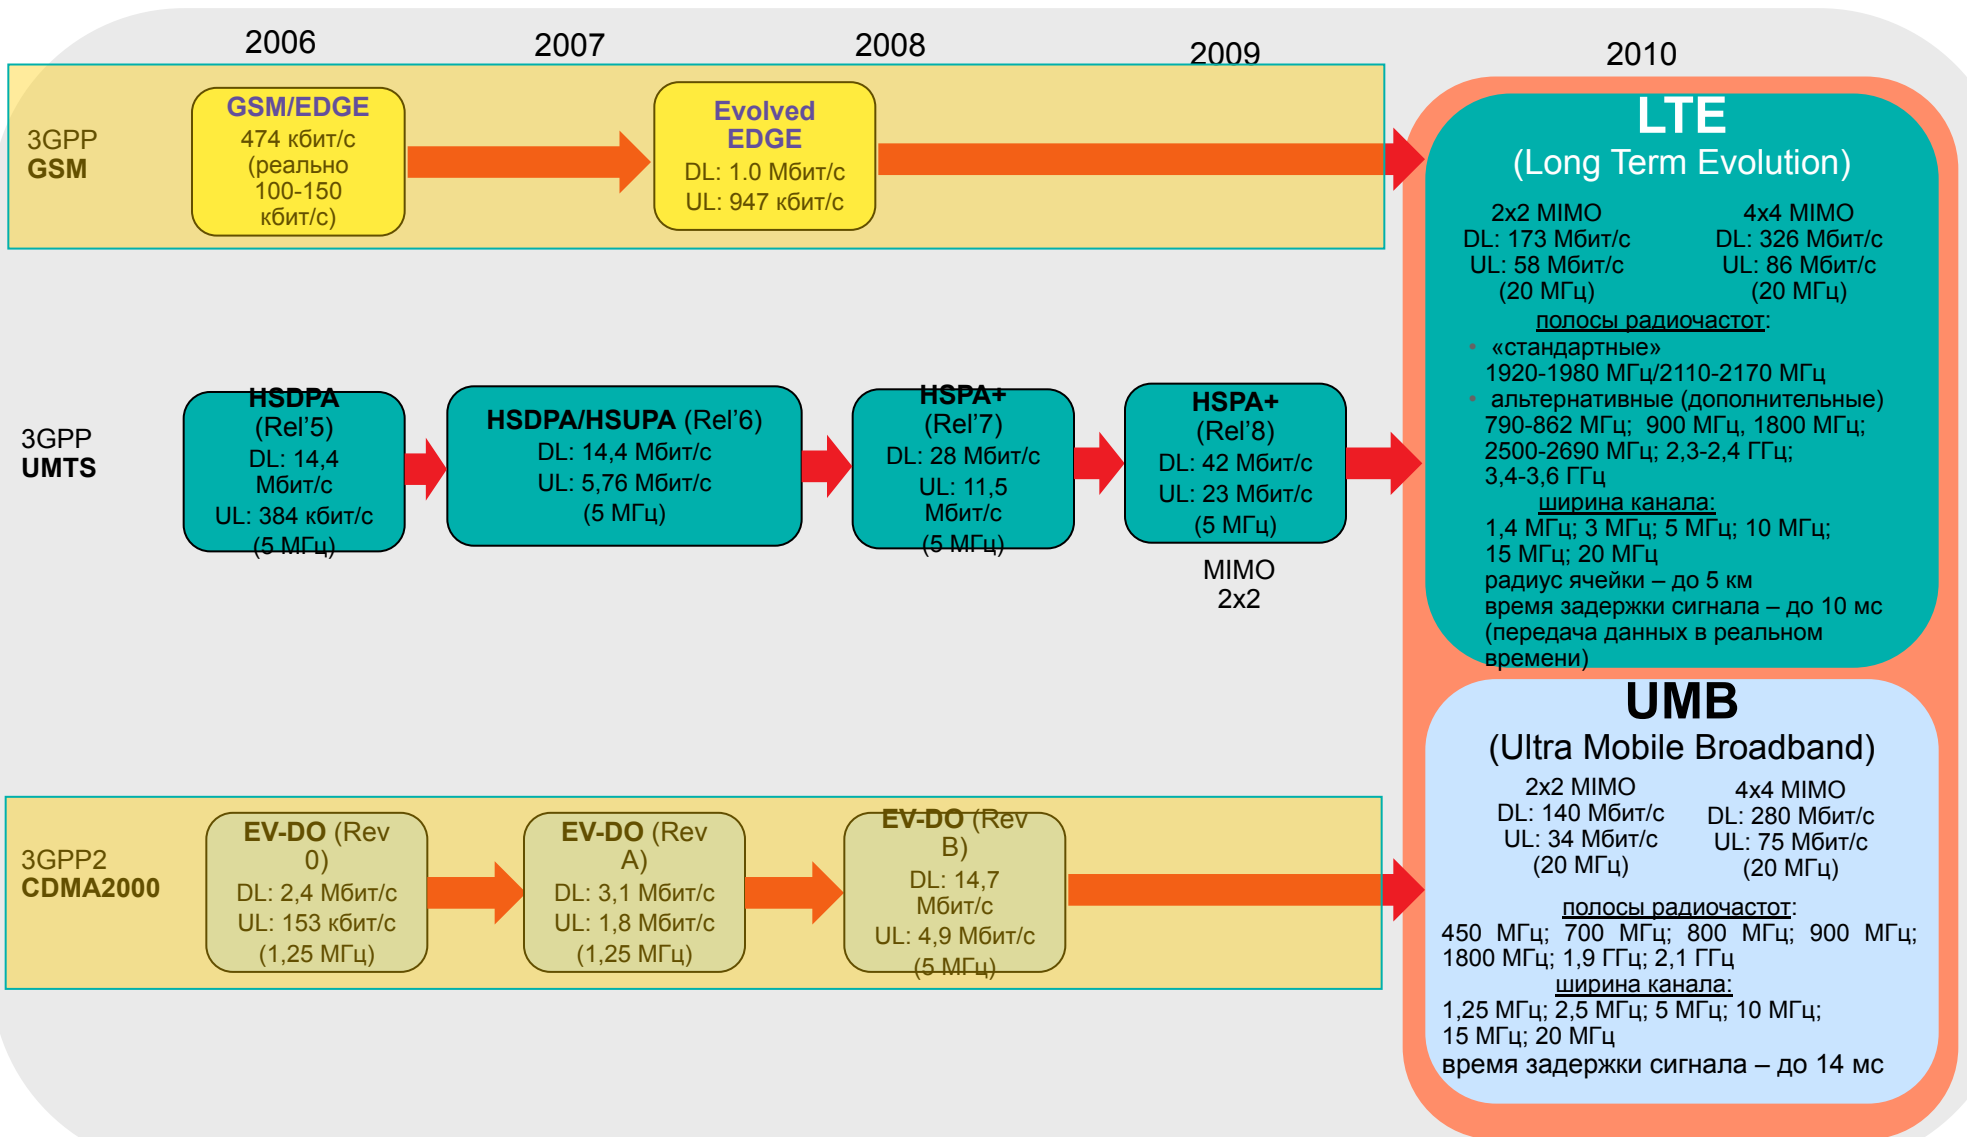 2006
2007
2008
2009
2010
3GPP
GSM
GSM/EDGE
474 кбит/с
(реально
100-150
кбит/с)
Evolved
EDGE
DL: 1.0 Мбит/с
UL: 947 кбит/с
3GPP
UMTS
HSDPA
(Rel’5)
DL: 14,4
Мбит/с
UL: 384 кбит/с
(5 МГц)
HSDPA/HSUPA (Rel’6)
DL: 14,4 Мбит/с
UL: 5,76 Мбит/с
(5 МГц)
HSPA+
(Rel’7)
DL: 28 Мбит/с
UL: 11,5
Мбит/с
(5 МГц)
HSPA+
(Rel’8)
DL: 42 Мбит/с
UL: 23 Мбит/с
(5 МГц)
MIMO
2x2
3GPP2
CDMA2000
EV-DO (Rev
0)
DL: 2,4 Мбит/с
UL: 153 кбит/с
(1,25 МГц)
EV-DO (Rev
A)
DL: 3,1 Мбит/с
UL: 1,8 Мбит/с
(1,25 МГц)
EV-DO (Rev
B)
DL: 14,7
Мбит/с
UL: 4,9 Мбит/с
(5 МГц)
LTE
(Long Term Evolution)
2x2 MIMO
DL: 173 Мбит/с
UL: 58 Мбит/с
(20 МГц)
4x4 MIMO
DL: 326 Мбит/с
UL: 86 Мбит/с
(20 МГц)
полосы радиочастот:
• «стандартные»
1920-1980 МГц/2110-2170 МГц
• альтернативные (дополнительные)
790-862 МГц; 900 МГц, 1800 МГц;
2500-2690 МГц; 2,3-2,4 ГГц;
3,4-3,6 ГГц
ширина канала:
1,4 МГц; 3 МГц; 5 МГц; 10 МГц;
15 МГц; 20 МГц
радиус ячейки – до 5 км
время задержки сигнала – до 10 мс
(передача данных в реальном
времени)
UMB
(Ultra Mobile Broadband)
2x2 MIMO
DL: 140 Мбит/с
UL: 34 Мбит/с
(20 МГц)
4x4 MIMO
DL: 280 Мбит/с
UL: 75 Мбит/с
(20 МГц)
полосы радиочастот:
450 МГц; 700 МГц; 800 МГц; 900 МГц;
1800 МГц; 1,9 ГГц; 2,1 ГГц
ширина канала:
1,25 МГц; 2,5 МГц; 5 МГц; 10 МГц;
15 МГц; 20 МГц
время задержки сигнала – до 14 мс